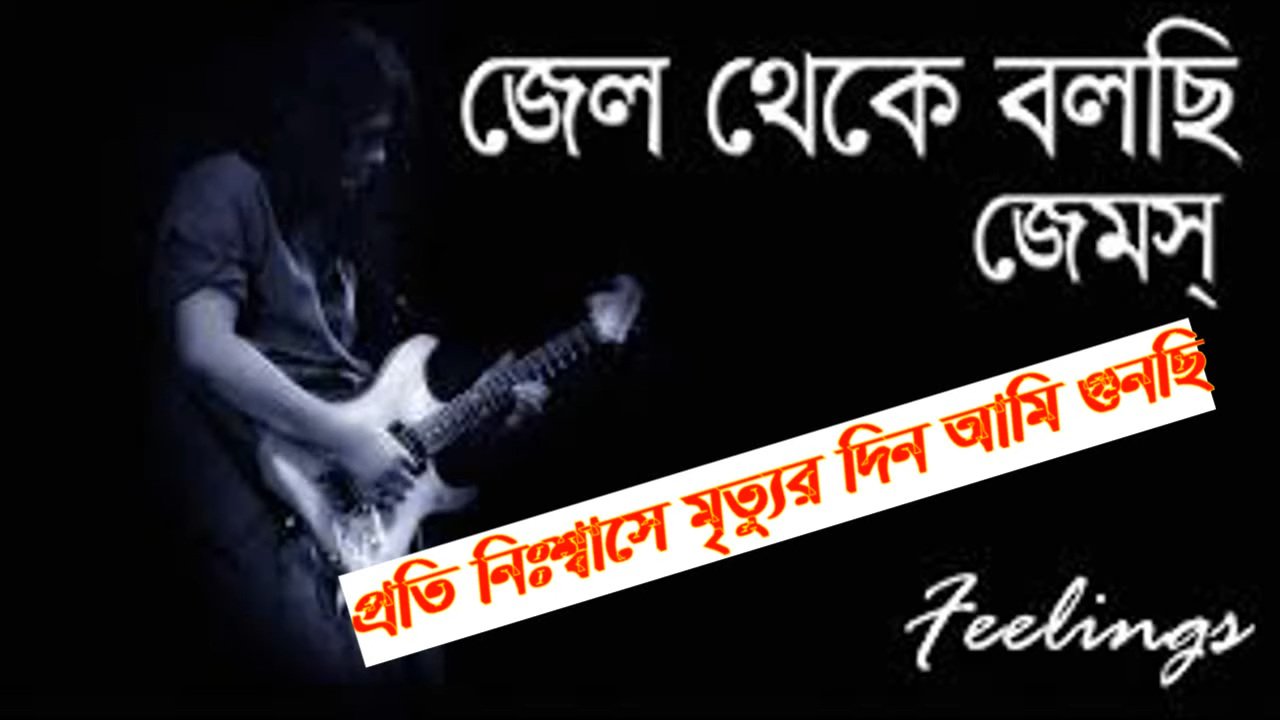 জেল থেকে বলছি
জেমস্
প্রতি নিঃশ্বাসে মৃত্যুর দিন আমি গুনছি
Feelings